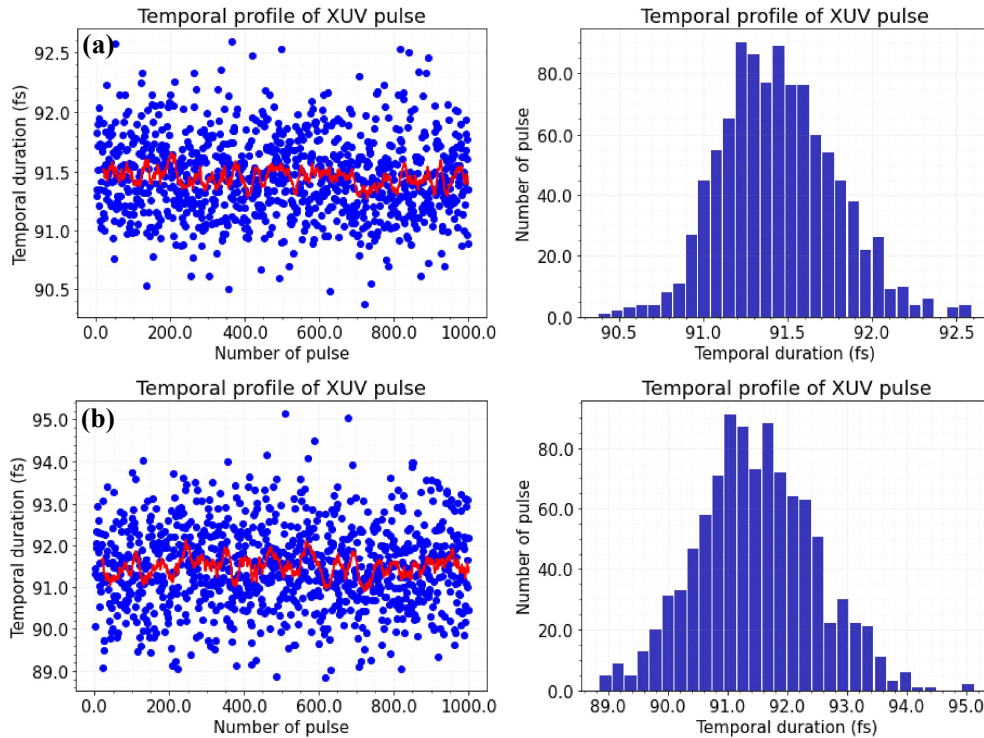 Temporal profile of XUV pulse
(a)
Temporal duration (fs)
92.5
92.0
91.5
91.0
90.5
0.0 200.0 400.0 600.0 800.0 1000.0
Number of pulse
Temporal profile of XUV pulse
Number of pulse
80.0
60.0
40.0
20.0
0.0
90.5 91.0 91.5 92.0 92.5
Temporal duration (fs)
Temporal profile of XUV pulse
(b)
Temporal duration (fs)
95.0
94.0
93.0
92.0
91.0
90.0
89.0
0.0 200.0 400.0 600.0 800.0 1000.0
Number of pulse
Temporal profile of XUV pulse
Number of pulse
80.0
60.0
40.0
20.0
0.0
89.0 90.0 91.0 92.0 93.0 94.0 95.0
Temporal duration (fs)